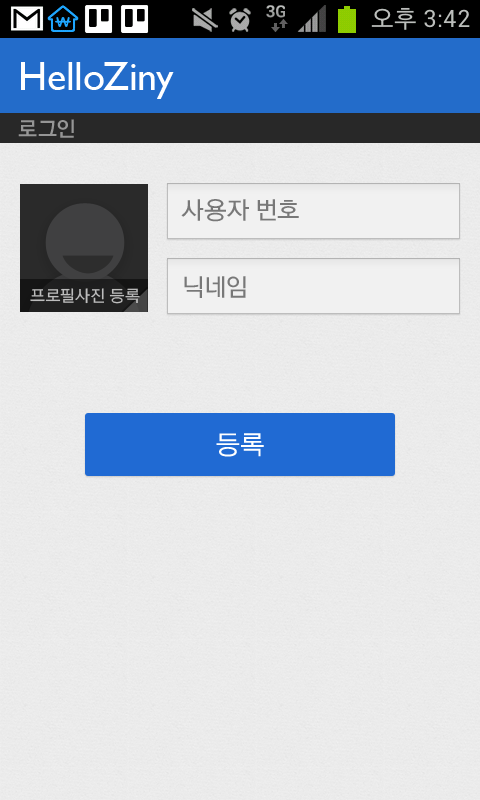 3G
오후 3:42
HelloZiny
로그인
사용자 번호
닉네임
프로필사진 등록
등록